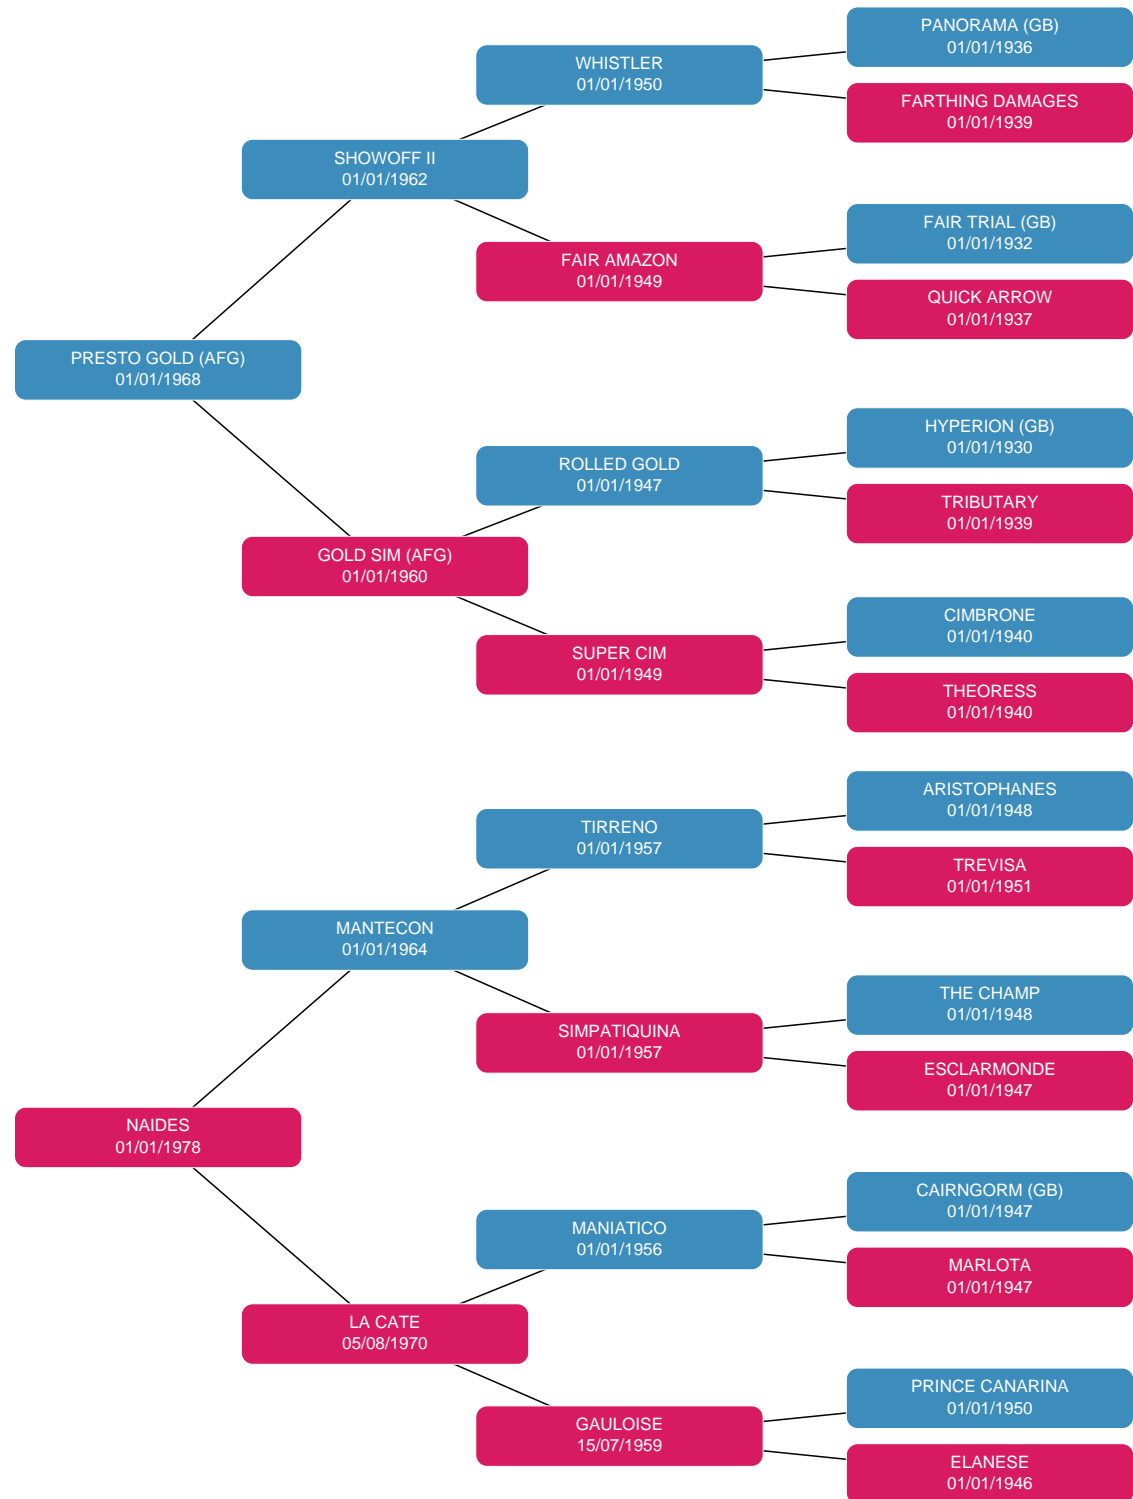 PANORAMA (GB)
01/01/1936
WHISTLER
01/01/1950
FARTHING DAMAGES
01/01/1939
SHOWOFF II
01/01/1962
FAIR TRIAL (GB)
01/01/1932
FAIR AMAZON
01/01/1949
QUICK ARROW
01/01/1937
PRESTO GOLD (AFG)
01/01/1968
HYPERION (GB)
01/01/1930
ROLLED GOLD
01/01/1947
TRIBUTARY
01/01/1939
GOLD SIM (AFG)
01/01/1960
CIMBRONE
01/01/1940
SUPER CIM
01/01/1949
THEORESS
01/01/1940
ARISTOPHANES
01/01/1948
TIRRENO
01/01/1957
TREVISA
01/01/1951
MANTECON
01/01/1964
THE CHAMP
01/01/1948
SIMPATIQUINA
01/01/1957
ESCLARMONDE
01/01/1947
NAIDES
01/01/1978
CAIRNGORM (GB)
01/01/1947
MANIATICO
01/01/1956
MARLOTA
01/01/1947
LA CATE
05/08/1970
PRINCE CANARINA
01/01/1950
GAULOISE
15/07/1959
ELANESE
01/01/1946